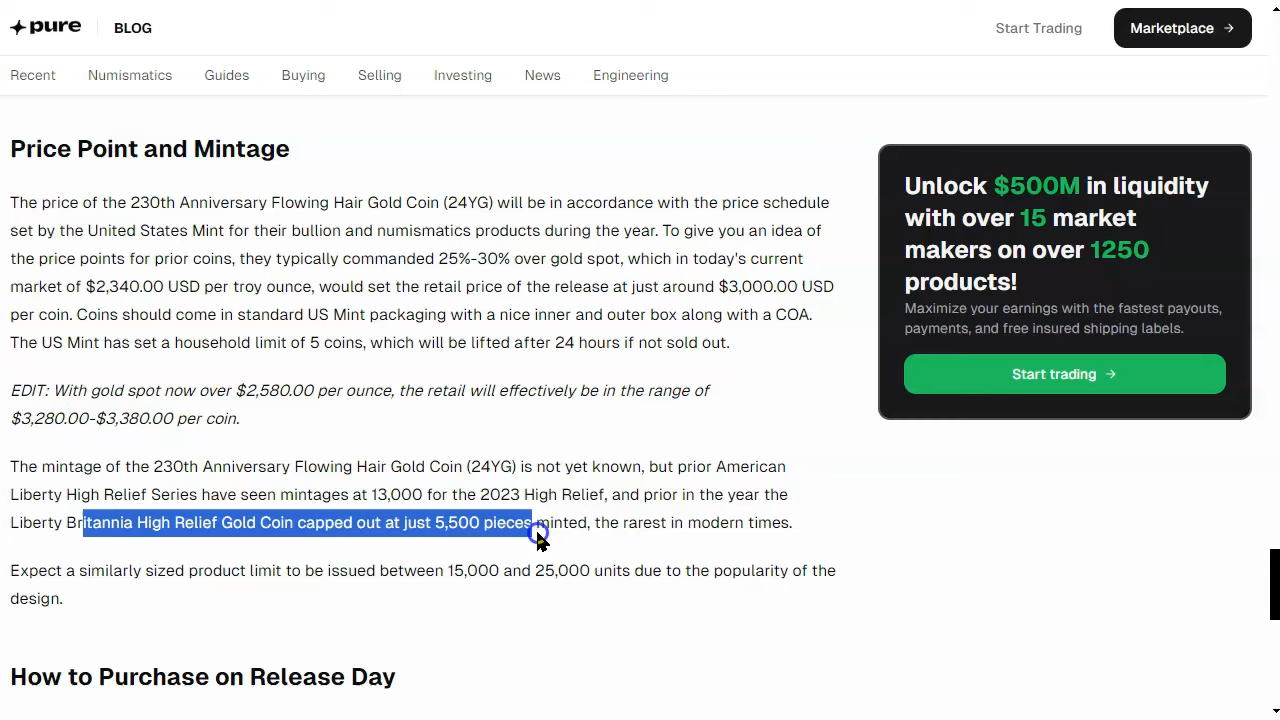 pure
BLOG
Start Trading
Marketplace →
Recent
Numismatics
Guides
Buying
Selling
Investing
News
Engineering
Price Point and Mintage
The price of the 230th Anniversary Flowing Hair Gold Coin (24YG) will be in accordance with the price schedule
set by the United States Mint for their bullion and numismatics products during the year. To give you an idea of
the price points for prior coins, they typically commanded 25%-30% over gold spot, which in today's current
market of $2,340.00 USD per troy ounce, would set the retail price of the release at just around $3,000.00 USD
per coin. Coins should come in standard US Mint packaging with a nice inner and outer box along with a COA.
The US Mint has set a household limit of 5 coins, which will be lifted after 24 hours if not sold out.
EDIT: With gold spot now over $2,580.00 per ounce, the retail will effectively be in the range of
$3,280.00-$3,380.00 per coin.
The mintage of the 230th Anniversary Flowing Hair Gold Coin (24YG) is not yet known, but prior American
Liberty High Relief Series have seen mintages at 13,000 for the 2023 High Relief, and prior in the year the
Liberty Britannia High Relief Gold Coin capped out at just 5,500 pieces minted, the rarest in modern times.
Expect a similarly sized product limit to be issued between 15,000 and 25,000 units due to the popularity of the
design.
How to Purchase on Release Day
Unlock $500M in liquidity
with over 15 market
makers on over 1250
products!
Maximize your earnings with the fastest payouts,
payments, and free insured shipping labels.
Start trading →